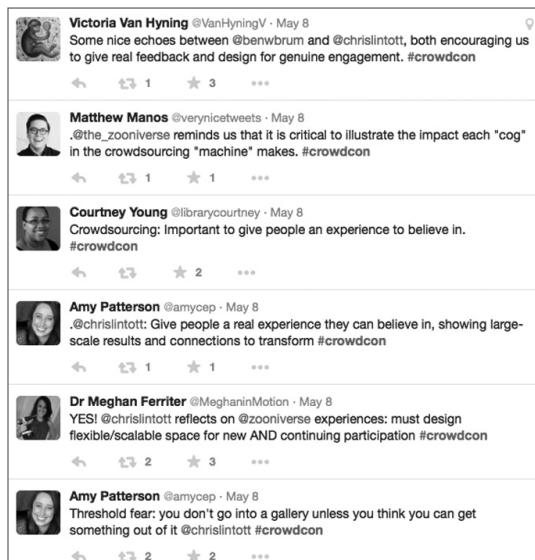 Victoria Van Hyning @VanHyningV · May 8
Some nice echoes between @benwbrum and @chrislintott, both encouraging us
to give real feedback and design for genuine engagement. #crowdcon
1 3
Matthew Manos @verynicetweets · May 8
.@the_zooniverse reminds us that it is critical to illustrate the impact each "cog"
in the crowdsourcing "machine" makes. #crowdcon
1 1
Courtney Young @librarycourtney · May 8
Crowdsourcing: Important to give people an experience to believe in.
#crowdcon
2
Amy Patterson @amycep · May 8
.@chrislintott: Give people a real experience they can believe in, showing large-
scale results and connections to transform #crowdcon
1 1
Dr Meghan Ferriter @MeghaninMotion · May 8
YES! @chrislintott reflects on @zooniverse experiences: must design
flexible/scalable space for new AND continuing participation #crowdcon
2 3
Amy Patterson @amycep · May 8
Threshold fear: you don't go into a gallery unless you think you can get
something out of it @chrislintott #crowdcon
2 2